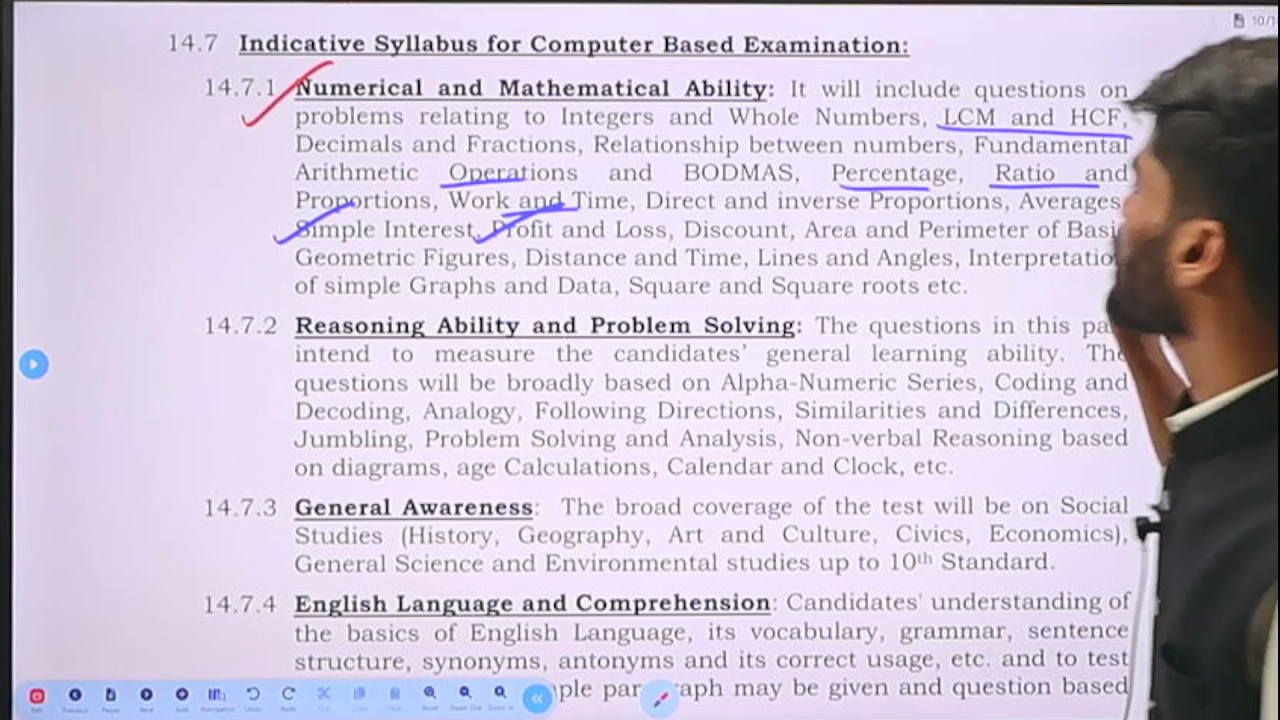 10/1
14.7 Indicative Syllabus for Computer Based Examination:
14.7.1 Numerical and Mathematical Ability: It will include questions on
problems relating to Integers and Whole Numbers, LCM and HCF,
Decimals and Fractions, Relationship between numbers, Fundamental
Arithmetic Operations and BODMAS, Percentage, Ratio and
Proportions, Work and Time, Direct and inverse Proportions, Averages
Simple Interest, Profit and Loss, Discount, Area and Perimeter of Basi
Geometric Figures, Distance and Time, Lines and Angles, Interpretatio
of simple Graphs and Data, Square and Square roots etc.
14.7.2 Reasoning Ability and Problem Solving: The questions in this pa
intend to measure the candidates' general learning ability. The
questions will be broadly based on Alpha-Numeric Series, Coding and
Decoding, Analogy, Following Directions, Similarities and Differences,
Jumbling, Problem Solving and Analysis, Non-verbal Reasoning based
on diagrams, age Calculations, Calendar and Clock, etc.
14.7.3 General Awareness: The broad coverage of the test will be on Social
Studies (History, Geography, Art and Culture, Civics, Economics),
General Science and Environmental studies up to 10th Standard.
14.7.4 English Language and Comprehension: Candidates' understanding of
the basics of English Language, its vocabulary, grammar, sentence
structure, synonyms, antonyms and its correct usage, etc. and to test
ple par raph may be given and question based
Undo Redo Reset Zoom Out Zoom In